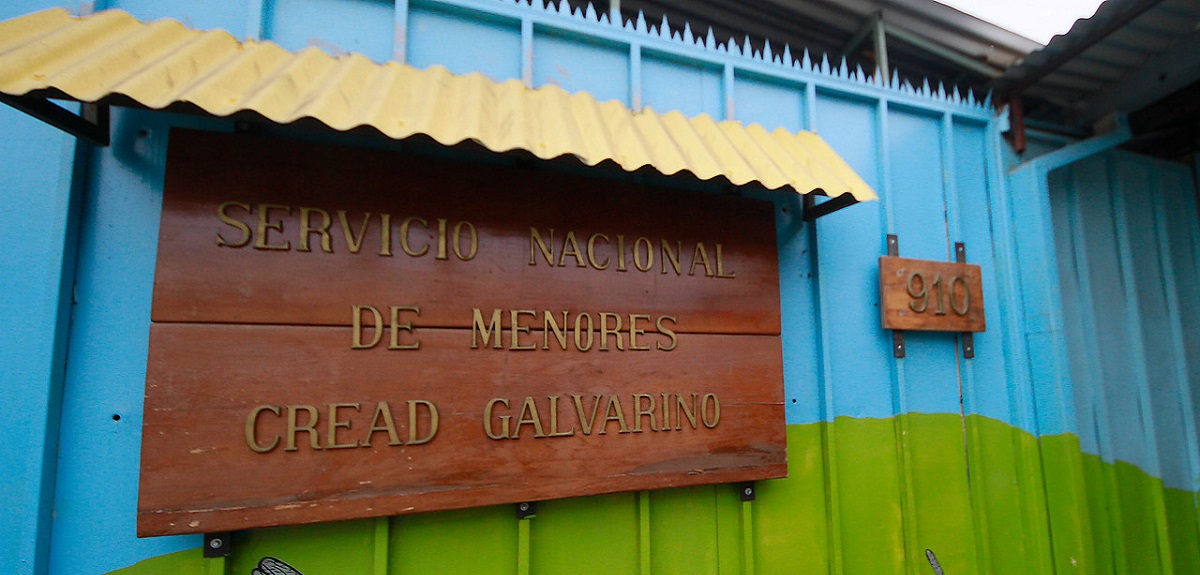 SERVICIO NACIONAL
DE MENORES
CREAD GALVARINO
910